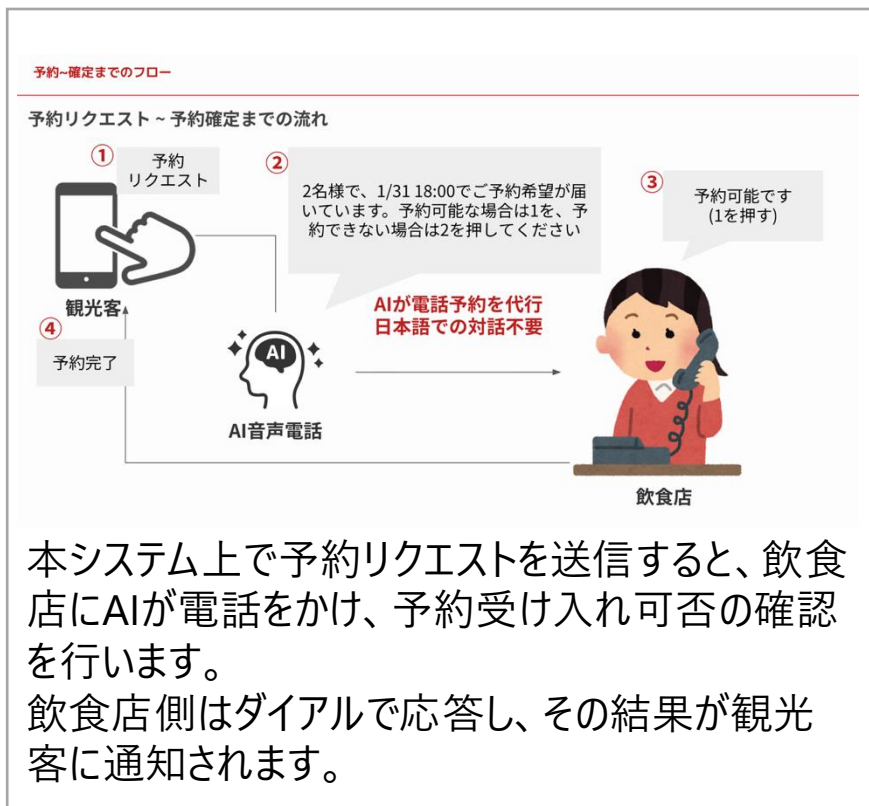 予約~確定までのフロー
予約リクエスト ~ 予約確定までの流れ
①
予約
リクエスト
②
2名様で、1/31 18:00でご予約希望が届
いています。予約可能な場合は1を、予
約できない場合は2を押してください
③
予約可能です
(1を押す)
観光客
④
予約完了
AIが電話予約を代行
日本語での対話不要
AI
AI音声電話
飲食店
本システム上で予約リクエストを送信すると、飲食
店にAIが電話をかけ、予約受け入れ可否の確認
を行います。
飲食店側はダイアルで応答し、その結果が観光
客に通知されます。